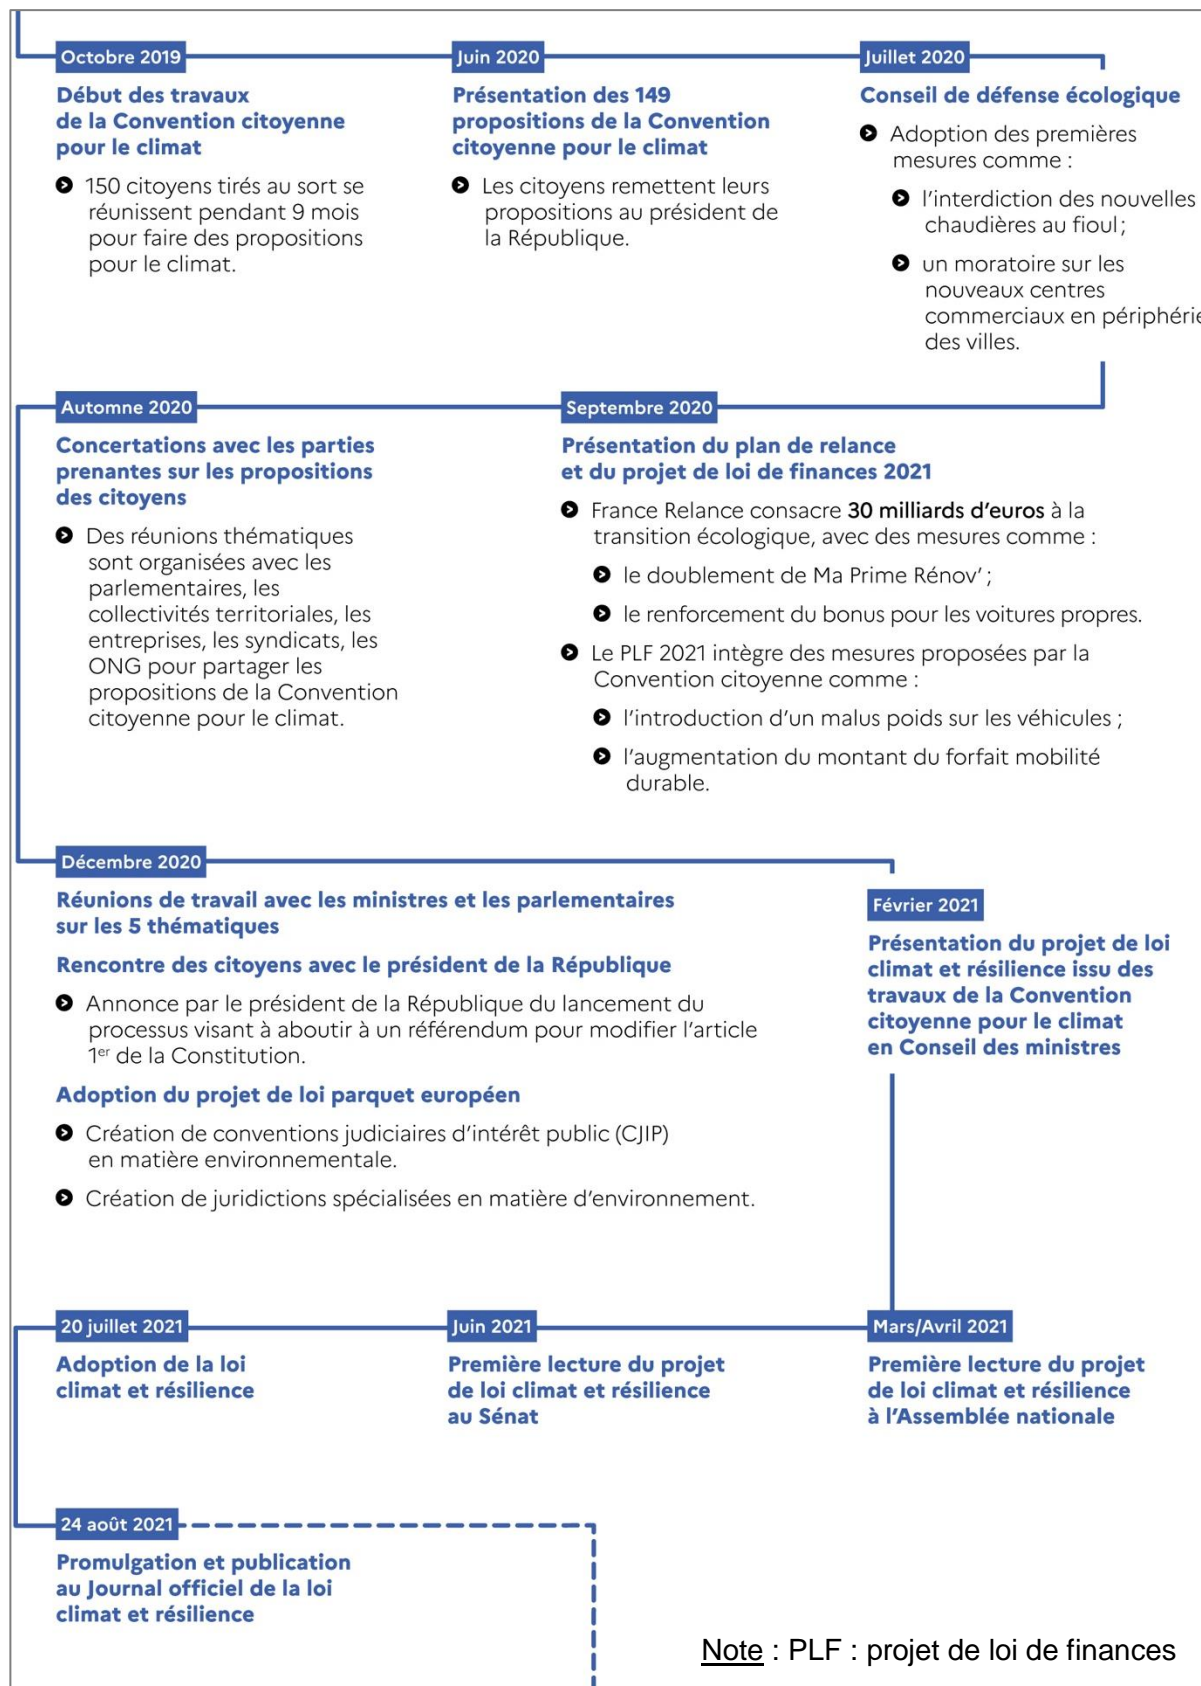 Octobre 2019
Début des travaux
de la Convention citoyenne
pour le climat
150 citoyens tirés au sort se
réunissent pendant 9 mois
pour faire des propositions
pour le climat.
Juin 2020
Présentation des 149
propositions de la Convention
citoyenne pour le climat
Les citoyens remettent leurs
propositions au président de
la République.
Juillet 2020
Conseil de défense écologique
Adoption des premières
mesures comme :
l'interdiction des nouvelles
chaudières au fioul ;
un moratoire sur les
nouveaux centres
commerciaux en périphérie
des villes.
Septembre 2020
Présentation du plan de relance
et du projet de loi de finances 2021
France Relance consacre 30 milliards d'euros à la
transition écologique, avec des mesures comme :
le doublement de Ma Prime Rénov' ;
le renforcement du bonus pour les voitures propres.
Le PLF 2021 intègre des mesures proposées par la
Convention citoyenne comme :
l'introduction d'un malus poids sur les véhicules ;
l'augmentation du montant du forfait mobilité
durable.
Automne 2020
Concertations avec les parties
prenantes sur les propositions
des citoyens
Des réunions thématiques
sont organisées avec les
parlementaires, les
collectivités territoriales, les
entreprises, les syndicats, les
ONG pour partager les
propositions de la Convention
citoyenne pour le climat.
Décembre 2020
Réunions de travail avec les ministres et les parlementaires
sur les 5 thématiques
Rencontre des citoyens avec le président de la République
Annonce par le président de la République du lancement du
processus visant à aboutir à un référendum pour modifier l'article
1er de la Constitution.
Adoption du projet de loi parquet européen
Création de conventions judiciaires d'intérêt public (CJIP)
en matière environnementale.
Création de juridictions spécialisées en matière d'environnement.
Février 2021
Présentation du projet de loi
climat et résilience issu des
travaux de la Convention
citoyenne pour le climat
en Conseil des ministres
Mars/Avril 2021
Première lecture du projet
de loi climat et résilience
à l'Assemblée nationale
Juin 2021
Première lecture du projet
de loi climat et résilience
au Sénat
20 juillet 2021
Adoption de la loi
climat et résilience
24 août 2021
Promulgation et publication
au Journal officiel de la loi
climat et résilience
Note : PLF : projet de loi de finances